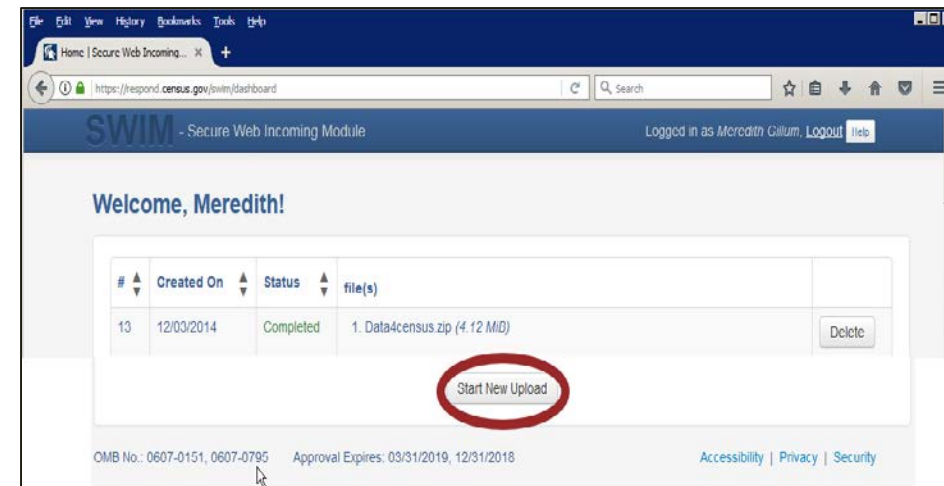 File Edit View History Bookmarks Tools Help
Home | Secure Web Incoming...
https://respond.census.gov/swim/dashboard Search
SWIM - Secure Web Incoming Module Logged in as Meredith Gillum, Logout Help
Welcome, Meredith!
# Created On Status file(s)
13 12/03/2014 Completed 1. Data4census.zip (4.12 MiB) Delete
Start New Upload
OMB No.: 0607-0151, 0607-0795 Approval Expires: 03/31/2019, 12/31/2018 Accessibility | Privacy | Security